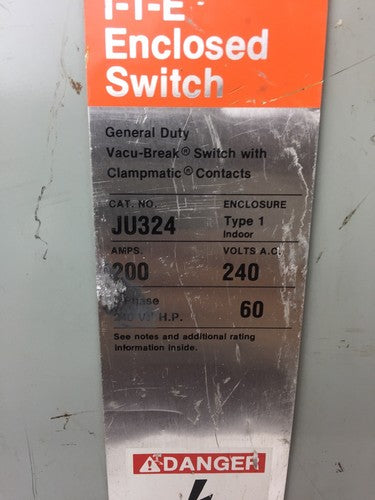 I-T-E
Enclosed
Switch
General Duty
Vacu-Break® Switch with
Clampmatic® Contacts
CAT. NO. ENCLOSURE
JU324 Type 1
Indoor
AMPS. VOLTS A.C.
200 240
Phase 60
240 V H.P.
See notes and additional rating
information inside.
DANGER